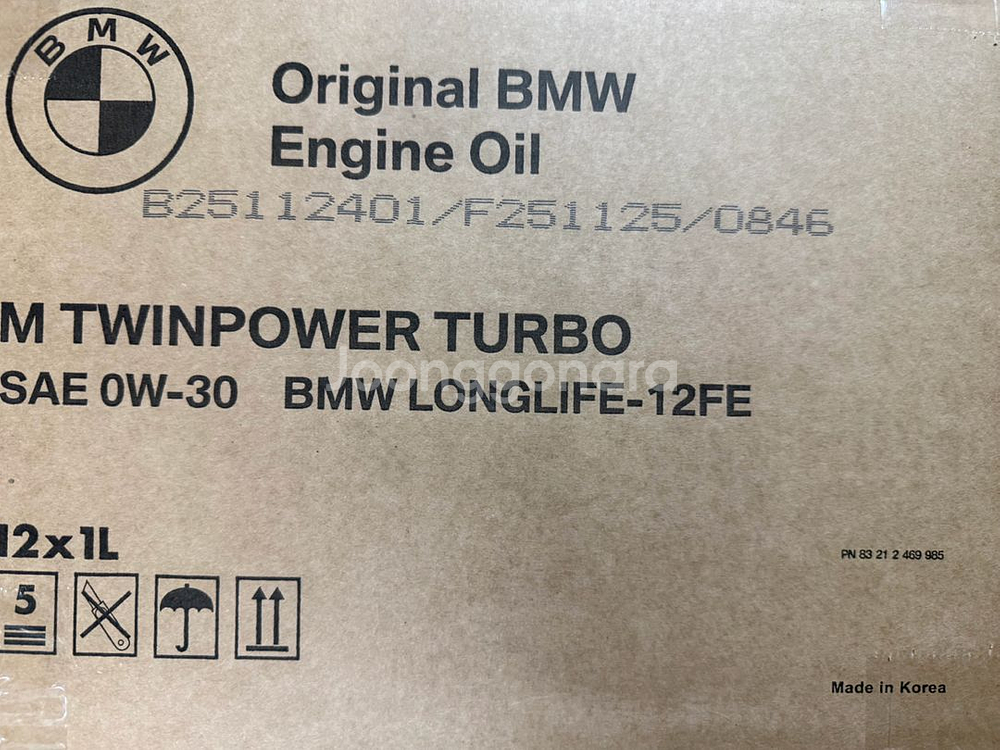 BMW
Original BMW
Engine Oil
B25112401/F251125/0846
M TWINPOWER TURBO
Joonggonara
SAE 0W-30 BMW LONGLIFE-12FE
12x1L
PN 83 21 2 469 985
5
Made in Korea